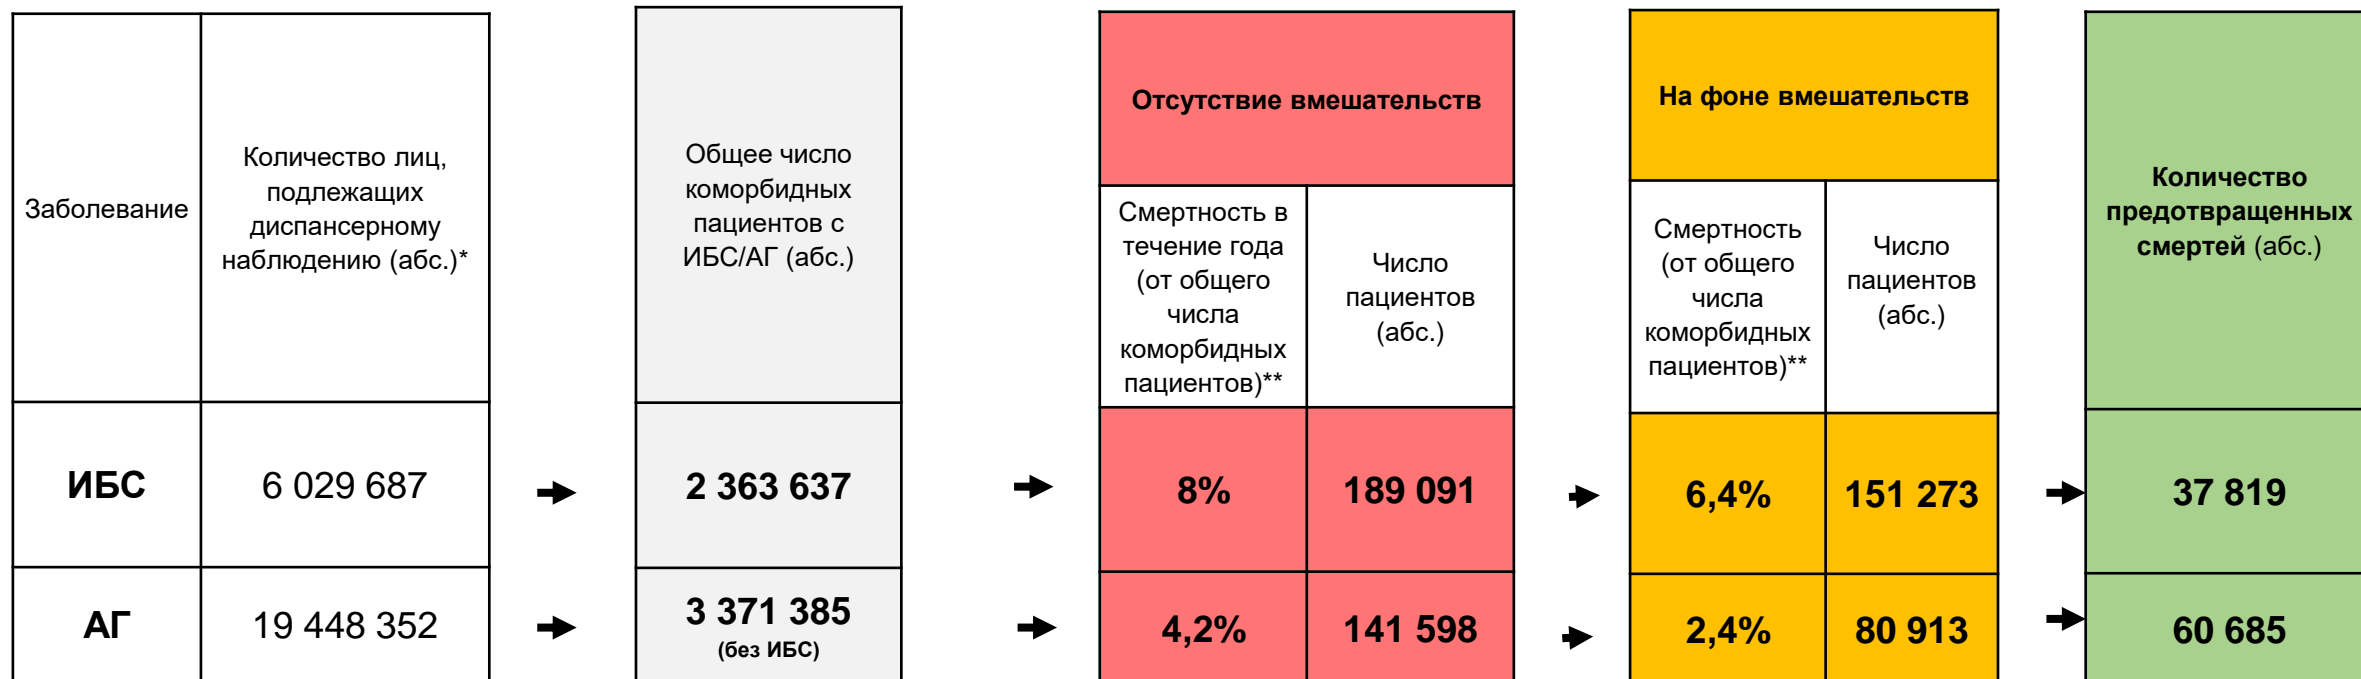 Заболевание
Количество лиц,
подлежащих
диспансерному
наблюдению (абс.)*
Общее число
коморбидных
пациентов с
ИБС/АГ (абс.)
Отсутствие вмешательств
Смертность в
течение года
(от общего
числа
коморбидных
пациентов)**
Число
пациентов
(абс.)
На фоне вмешательств
Смертность
(от общего
числа
коморбидных
пациентов)**
Число
пациентов
(абс.)
Количество
предотвращенных
смертей (абс.)
ИБС
6 029 687
2 363 637
8%
189 091
6,4%
151 273
37 819
АГ
19 448 352
3 371 385
(без ИБС)
4,2%
141 598
2,4%
80 913
60 685